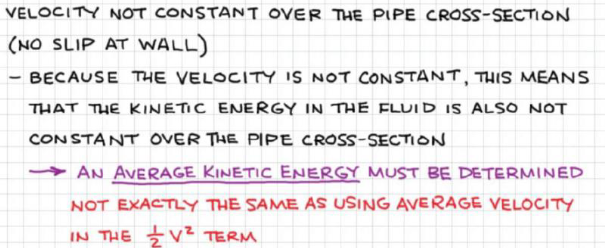 VELOCITY NOT CONSTANT OVER THE PIPE CROSS-SECTION
(NO SLIP AT WALL)
- BECAUSE THE VELOCITY IS NOT CONSTANT, THIS MEANS
THAT THE KINETIC ENERGY IN THE FLUID IS ALSO NOT
CONSTANT OVER THE PIPE CROSS-SECTION
→ AN AVERAGE KINETIC ENERGY MUST BE DETERMINED
NOT EXACTLY THE SAME AS USING AVERAGE VELOCITY
IN THE ½ V² TERM